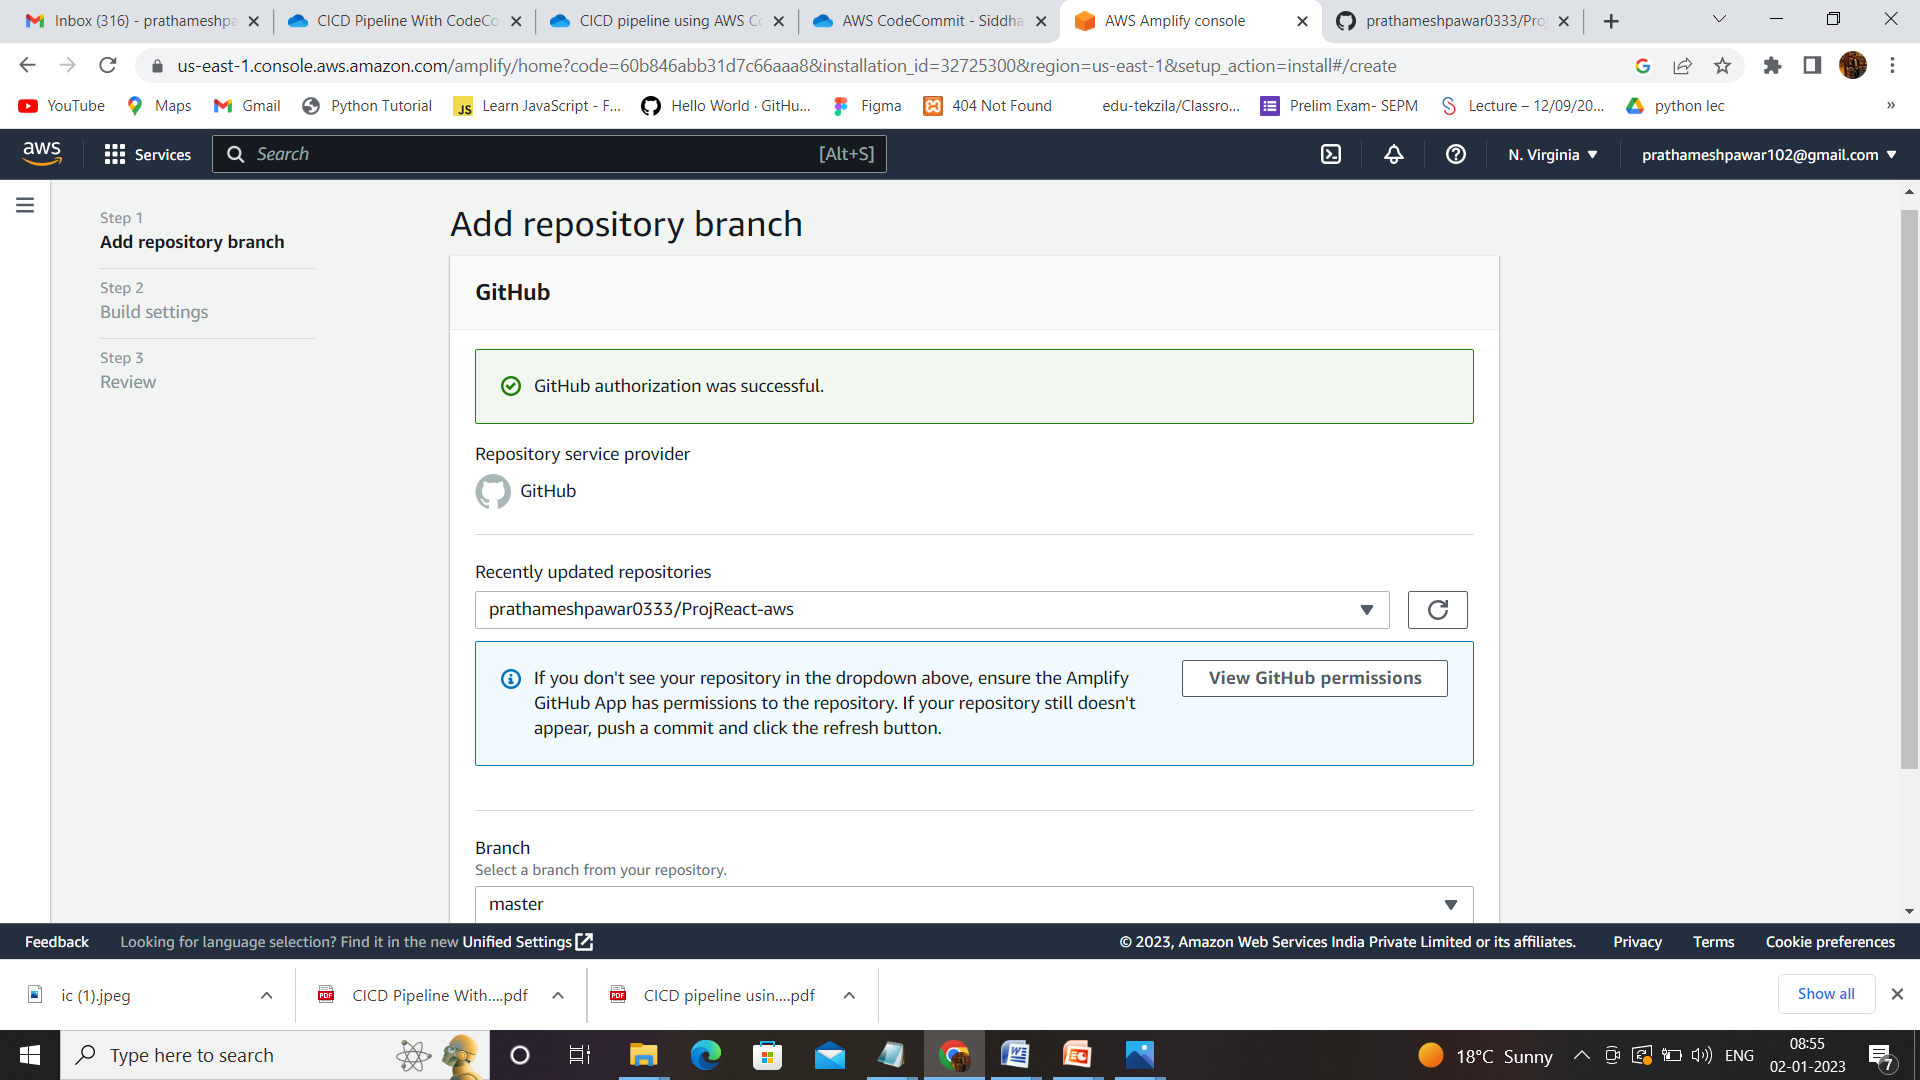 Inbox (316) - prathameshpa
CICD Pipeline With CodeCo
CICD pipeline using AWS Co
AWS CodeCommit - Siddha
AWS Amplify console
prathameshpawar0333/Proj
us-east-1.console.aws.amazon.com/amplify/home?code=60b846abb31d7c66aaa8&installation_id=32725300&region=us-east-1&setup_action=install#/create
YouTube
Maps
Gmail
Python Tutorial
JS
Learn JavaScript - F...
Hello World · GitHu...
Figma
404 Not Found
edu-tekzila/Classro...
Prelim Exam- SEPM
Lecture – 12/09/20...
python lec
»
aws
Services
Search
[Alt+S]
N. Virginia
prathameshpawar102@gmail.com
Step 1
Add repository branch
Step 2
Build settings
Step 3
Review
Add repository branch
GitHub
GitHub authorization was successful.
Repository service provider
GitHub
Recently updated repositories
prathameshpawar0333/ProjReact-aws
If you don't see your repository in the dropdown above, ensure the Amplify
GitHub App has permissions to the repository. If your repository still doesn't
appear, push a commit and click the refresh button.
View GitHub permissions
Branch
Select a branch from your repository.
master
Feedback
Looking for language selection? Find it in the new Unified Settings
© 2023, Amazon Web Services India Private Limited or its affiliates.
Privacy
Terms
Cookie preferences
ic (1).jpeg
PDF
CICD Pipeline With....pdf
PDF
CICD pipeline usin....pdf
Show all
Type here to search
18°C Sunny
ENG
08:55
02-01-2023
7